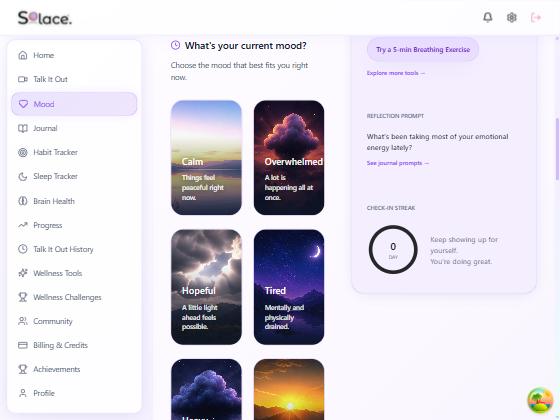 Solace.
Home
Talk It Out
Mood
Journal
Habit Tracker
Sleep Tracker
Brain Health
Progress
Talk It Out History
Wellness Tools
Wellness Challenges
Community
Billing & Credits
Achievements
Profile
What's your current mood?
Choose the mood that best fits you right
now.
Calm
Things feel
peaceful right
now.
Overwhelmed
A lot is
happening all at
once.
Hopeful
A little light
ahead feels
possible.
Tired
Mentally and
physically
drained.
Try a 5-min Breathing Exercise
Explore more tools →
REFLECTION PROMPT
What's been taking most of your emotional
energy lately?
See journal prompts →
CHECK-IN STREAK
0
DAY
Keep showing up for
yourself.
You're doing great.